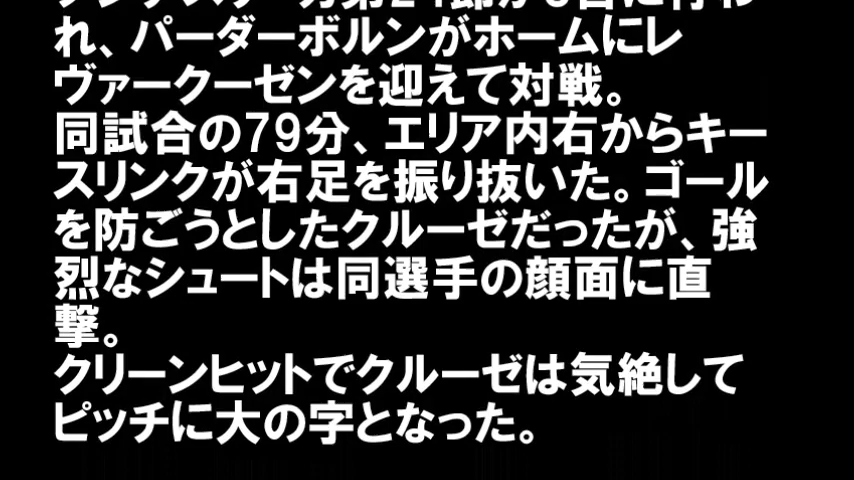 れ、パーダーボルンがホームにレ
ヴァークーゼンを迎えて対戦。
同試合の79分、エリア内右からキー
スリンクが右足を振り抜いた。ゴール
を防ごうとしたクルーゼだったが、強
烈なシュートは同選手の顔面に直
撃。
クリーンヒットでクルーゼは気絶して
ピッチに大の字となった。